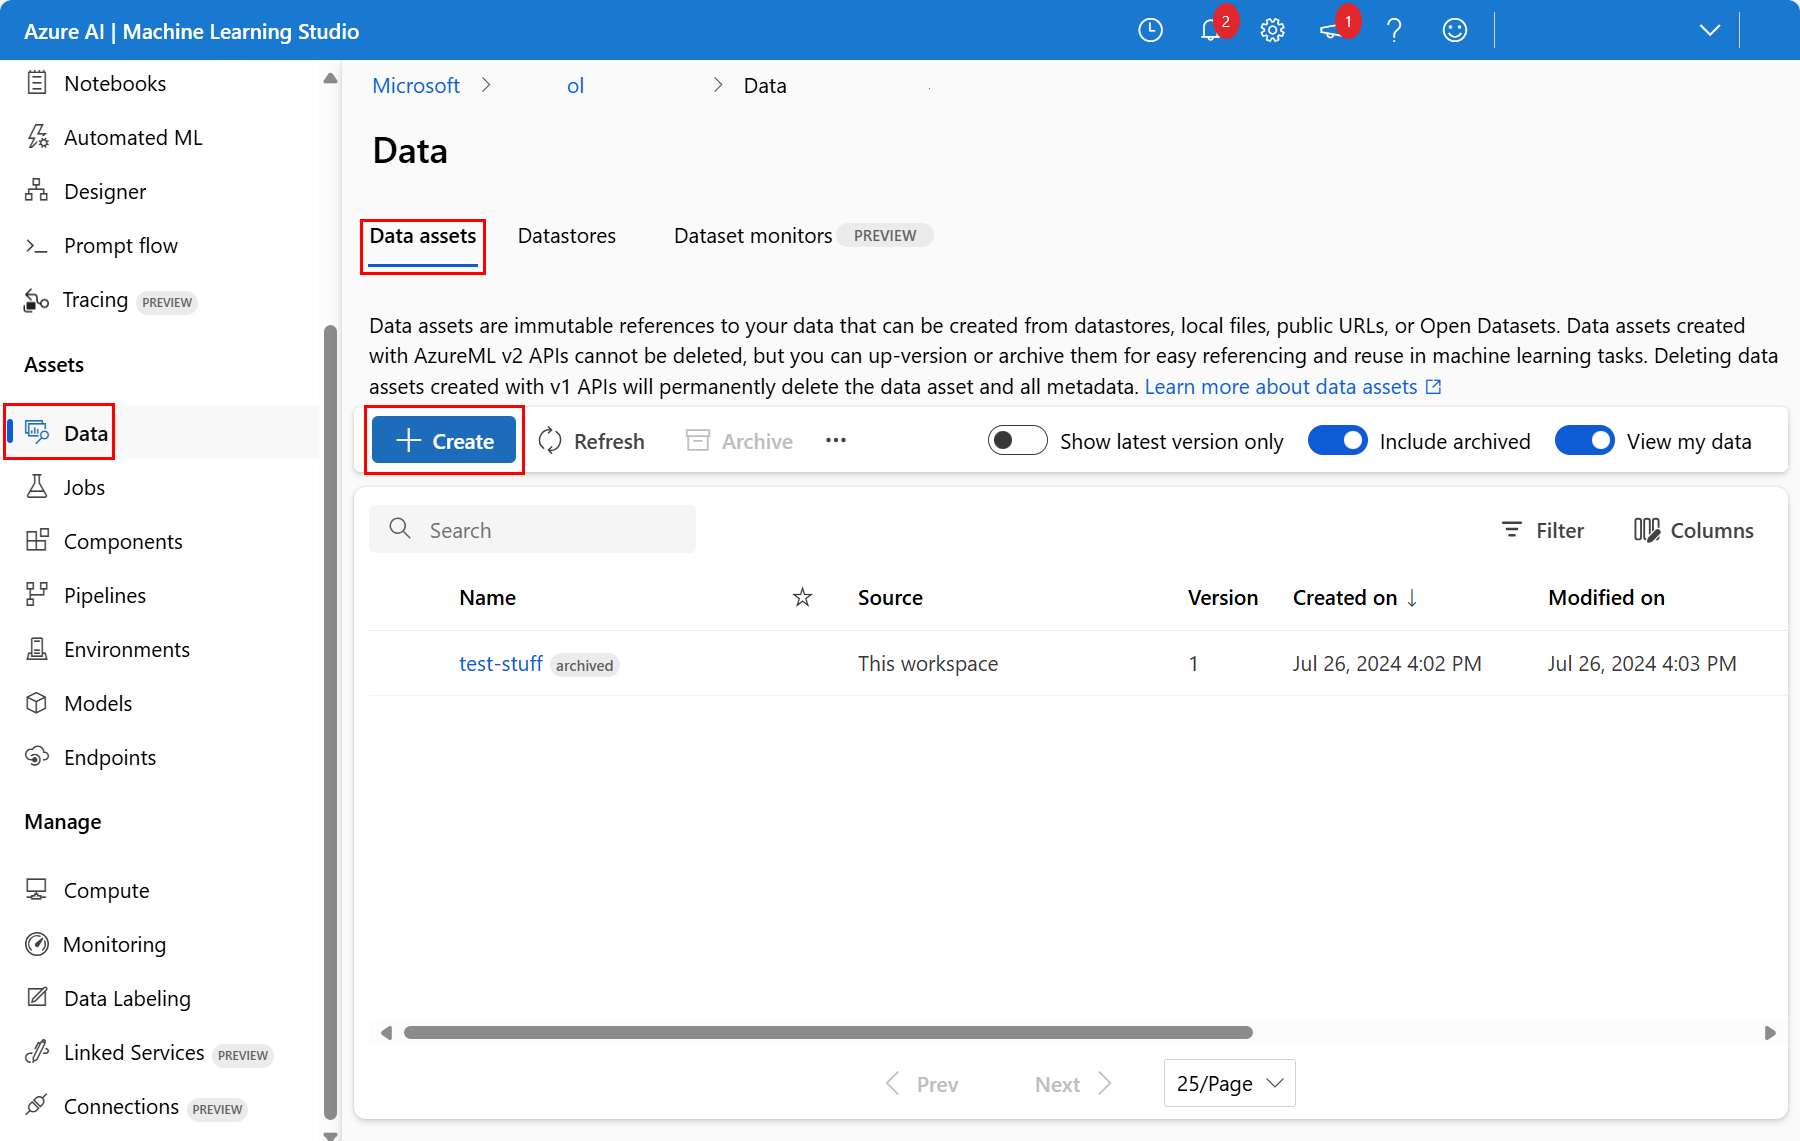 Azure AI | Machine Learning Studio
2
1
Notebooks
Automated ML
Designer
Prompt flow
Tracing PREVIEW
Assets
Data
Jobs
Components
Pipelines
Environments
Models
Endpoints
Manage
Compute
Monitoring
Data Labeling
Linked Services PREVIEW
Connections PREVIEW
Microsoft > ol > Data
Data
Data assets Datastores Dataset monitors PREVIEW
Data assets are immutable references to your data that can be created from datastores, local files, public URLs, or Open Datasets. Data assets created
with AzureML v2 APIs cannot be deleted, but you can up-version or archive them for easy referencing and reuse in machine learning tasks. Deleting data
assets created with v1 APIs will permanently delete the data asset and all metadata. Learn more about data assets
Create Refresh Archive ... Show latest version only Include archived View my data
Search Filter Columns
Name Source Version Created on ↓ Modified on
test-stuff archived This workspace 1 Jul 26, 2024 4:02 PM Jul 26, 2024 4:03 PM
Prev Next 25/Page